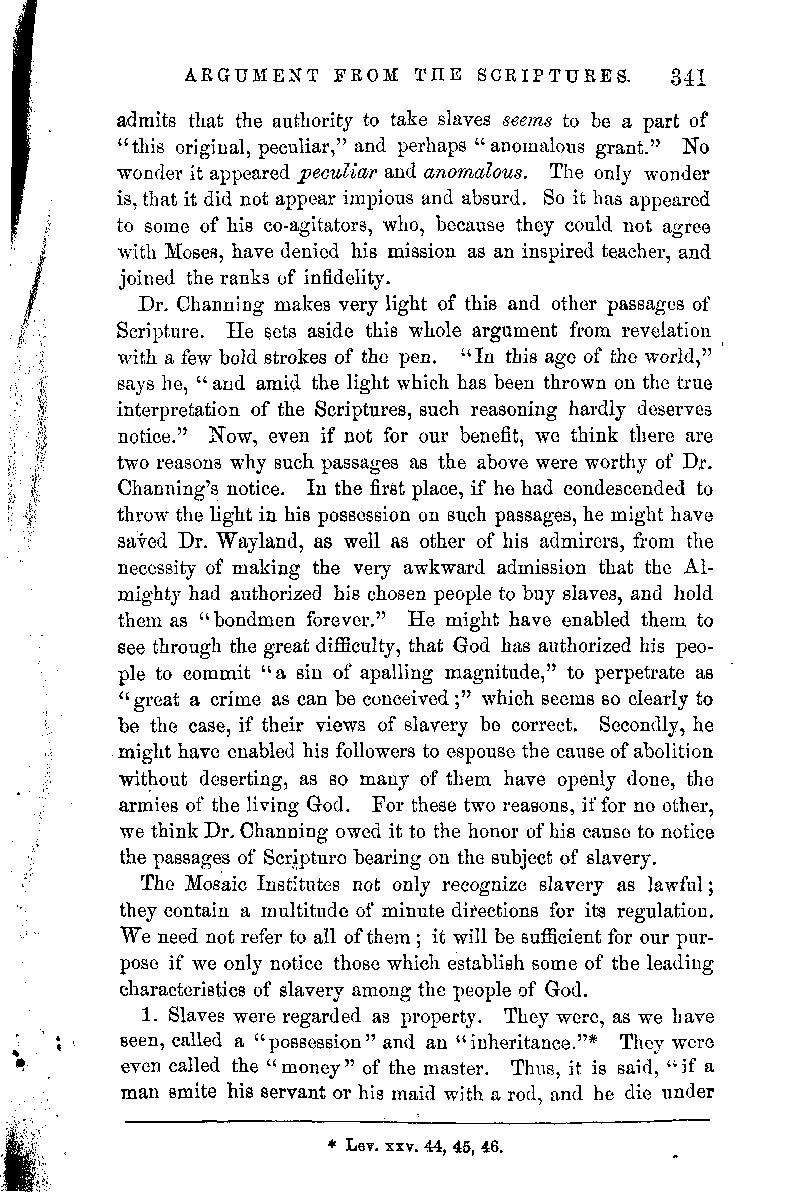 ARGUMENT FROM THE SCRIPTURES. 341
admits that the authority to take slaves seems to be a part of
“this original, peculiar,” and perhaps “anomalous grant.” No
wonder it appeared peculiar and anomalous. The only wonder
is, that it did not appear impious and absurd. So it has appeared
to some of his co-agitators, who, because they could not agree
with Moses, have denied his mission as an inspired teacher, and
joined the ranks of infidelity.
Dr. Channing makes very light of this and other passages of
Scripture. He sets aside this whole argument from revelation
with a few bold strokes of the pen. “In this age of the world,”
says he, “and amid the light which has been thrown on the true
interpretation of the Scriptures, such reasoning hardly deserves
notice.” Now, even if not for our benefit, we think there are
two reasons why such passages as the above were worthy of Dr.
Channing’s notice. In the first place, if he had condescended to
throw the light in his possession on such passages, he might have
saved Dr. Wayland, as well as other of his admirers, from the
necessity of making the very awkward admission that the Al-
mighty had authorized his chosen people to buy slaves, and hold
them as “bondmen forever.” He might have enabled them to
see through the great difficulty, that God has authorized his peo-
ple to commit “a sin of apalling magnitude,” to perpetrate as
“great a crime as can be conceived;” which seems so clearly to
be the case, if their views of slavery be correct. Secondly, he
might have enabled his followers to espouse the cause of abolition
without deserting, as so many of them have openly done, the
armies of the living God. For these two reasons, if for no other,
we think Dr. Channing owed it to the honor of his cause to notice
the passages of Scripture bearing on the subject of slavery.
The Mosaic Institutes not only recognize slavery as lawful;
they contain a multitude of minute directions for its regulation.
We need not refer to all of them; it will be sufficient for our pur-
pose if we only notice those which establish some of the leading
characteristics of slavery among the people of God.
1. Slaves were regarded as property. They were, as we have
seen, called a “possession” and an “inheritance.”* They were
even called the “money” of the master. Thus, it is said, “if a
man smite his servant or his maid with a rod, and he die under
* Lev. xxv. 44, 45, 46.